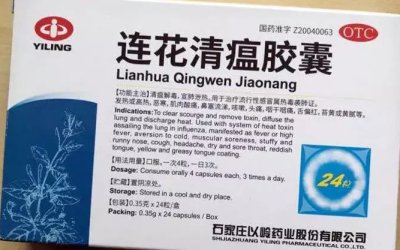 国药准字 Z20040063
OTC
YILING
连花清瘟胶囊
Lianhua Qingwen Jiaonang
【功能主治】清瘟解毒，宣肺泄热。用于治疗流行性感冒属热毒袭肺证。
发热或高热，恶寒，肌肉酸痛，鼻塞流涕，咳嗽，头痛，咽干咽痛，舌偏红，苔黄或黄腻等。
Indications: To clear scourge and remove toxin, diffuse the
lung and discharge heat. Used with system of heat toxin
assailing the lung in influenza, manifested as fever or high
fever, aversion to cold, muscular soreness, stuffy and
runny nose, cough, headache, dry and sore throat, reddish
tongue, yellow and greasy tongue coating.
【用法用量】口服。一次4粒，一日3次。
Dosage: Consume orally 4 capsules each, 3 times a day.
【贮藏】置阴凉处。
Storage: Stored in a cool and dry place.
【包装】0.35克×24粒/盒
Packing: 0.35g x 24 capsules / Box
24粒
石家庄以岭药业股份有限公司
SHIJIAZHUANG YILING PHARMACEUTICAL CO.,LTD.